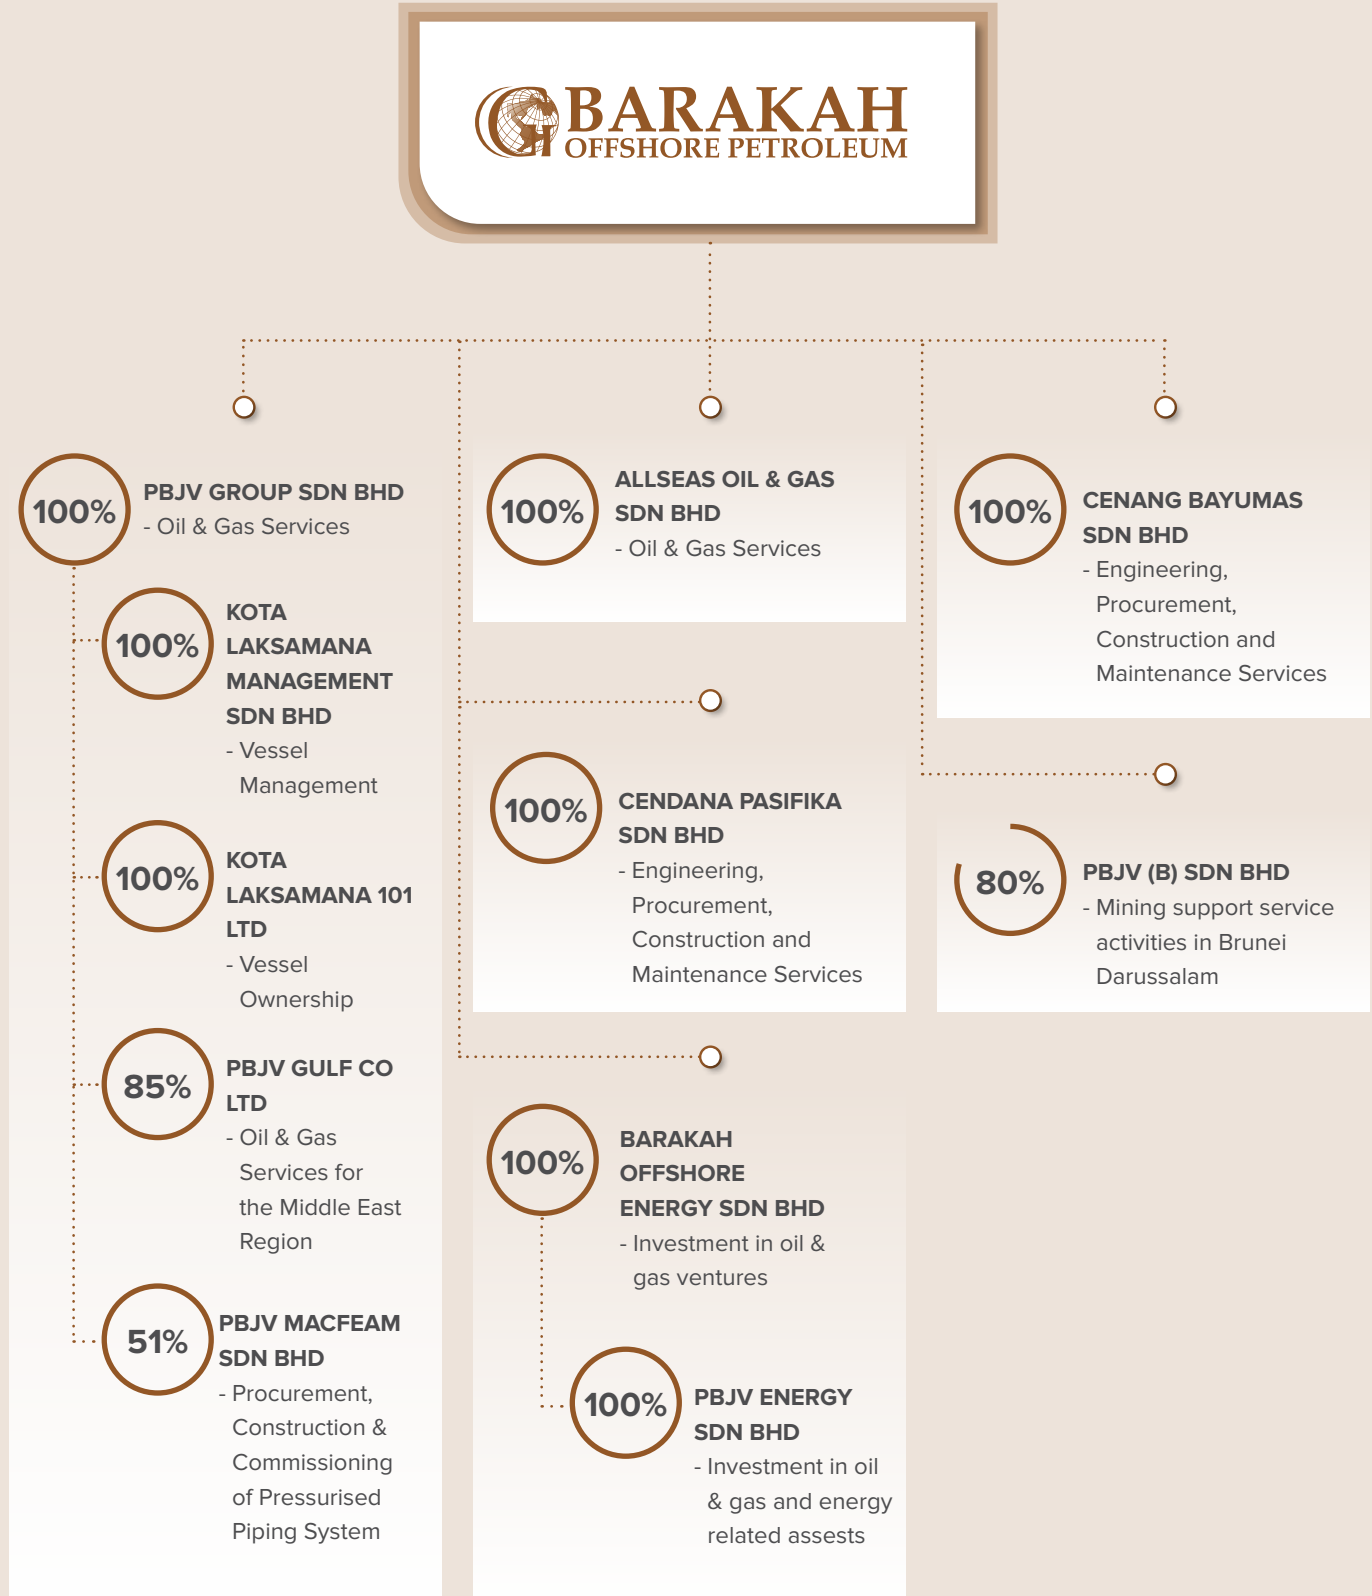 BARAKAH
OFFSHORE PETROLEUM
100%
PBJV GROUP SDN BHD
- Oil & Gas Services
100%
KOTA
LAKSAMANA
MANAGEMENT
SDN BHD
- Vessel
Management
100%
KOTA
LAKSAMANA 101
LTD
- Vessel
Ownership
85%
PBJV GULF CO
LTD
- Oil & Gas
Services for
the Middle East
Region
51%
PBJV MACFEAM
SDN BHD
- Procurement,
Construction &
Commissioning
of Pressurised
Piping System
100%
ALLSEAS OIL & GAS
SDN BHD
- Oil & Gas Services
100%
CENDANA PASIFIKA
SDN BHD
- Engineering,
Procurement,
Construction and
Maintenance Services
100%
BARAKAH
OFFSHORE
ENERGY SDN BHD
- Investment in oil &
gas ventures
100%
PBJV ENERGY
SDN BHD
- Investment in oil
& gas and energy
related assests
100%
CENANG BAYUMAS
SDN BHD
- Engineering,
Procurement,
Construction and
Maintenance Services
80%
PBJV (B) SDN BHD
- Mining support service
activities in Brunei
Darussalam